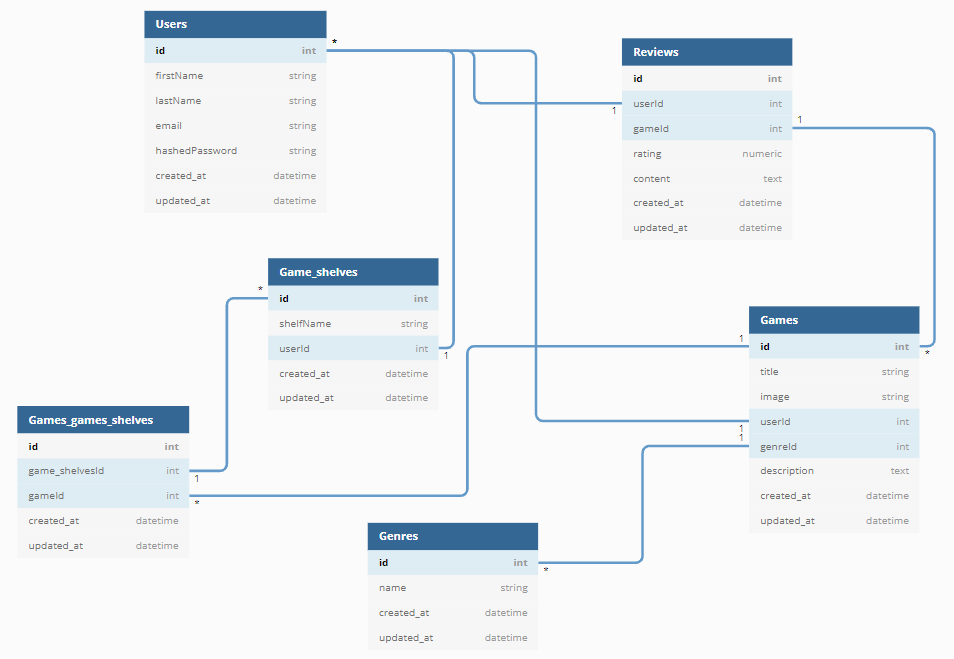 Users
id int
firstName string
lastName string
email string
hashedPassword string
created_at datetime
updated_at datetime
*
Reviews
id int
userId int
gameId int
rating numeric
content text
created_at datetime
updated_at datetime
1
1
Game_shelves
id int
shelfName string
userId int
created_at datetime
updated_at datetime
*
1
Games
id int
title string
image string
userId int
genreId int
description text
created_at datetime
updated_at datetime
1
*
1
1
Games_games_shelves
id int
game_shelvesId int
gameId int
created_at datetime
updated_at datetime
1
*
Genres
id int
name string
created_at datetime
updated_at datetime
*